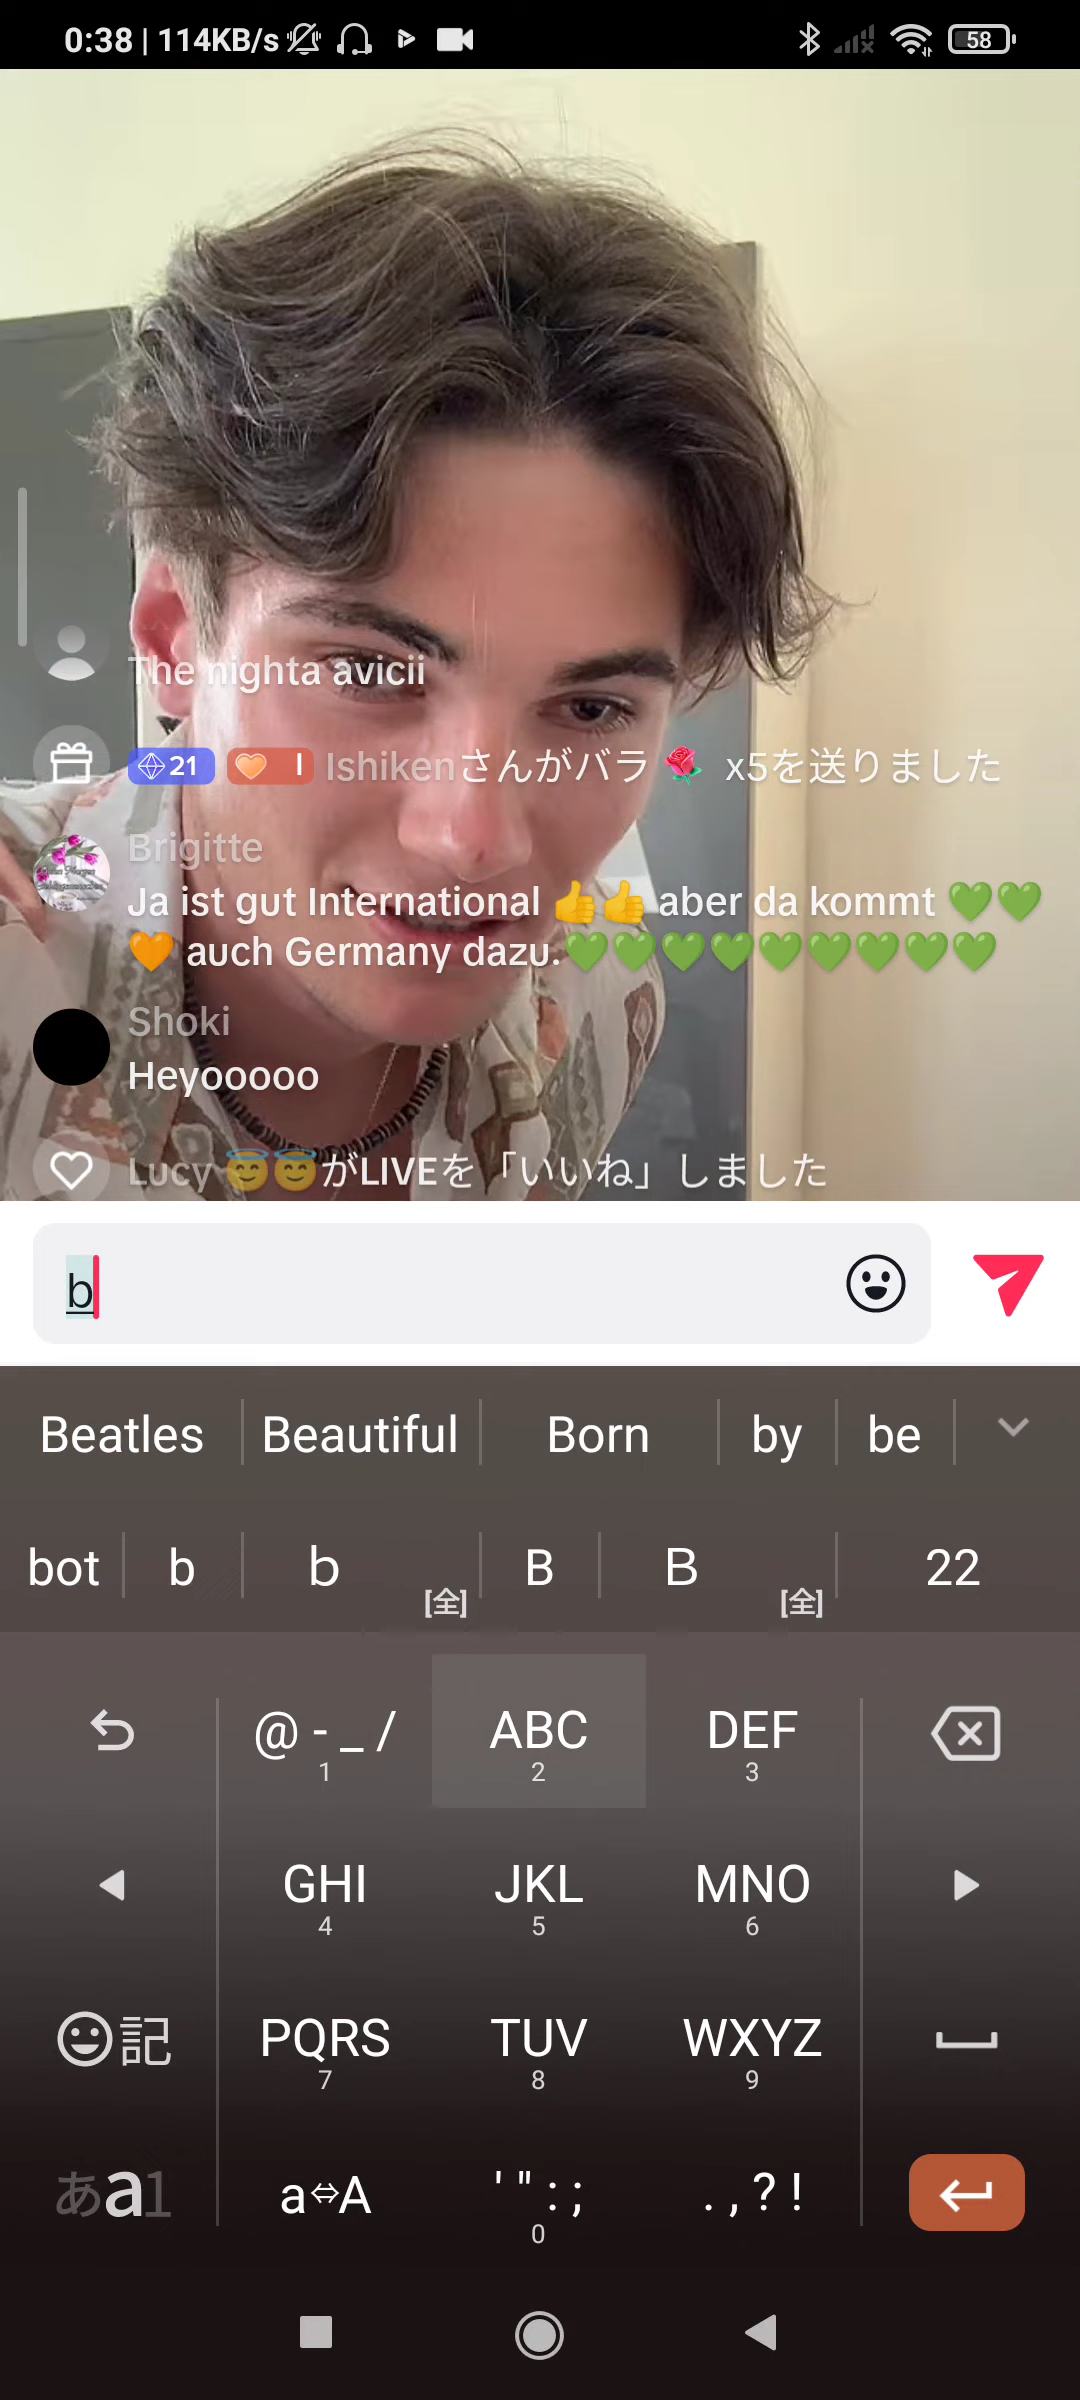 0:38 | 114KB/s 58
The nighta avicii
21 I Ishikenさんがバラ🌹 x5を送りました
Brigitte
Ja ist gut International 👍👍 aber da kommt 💚💚
🧡 auch Germany dazu.💚💚💚💚💚💚💚💚💚
Shoki
Heyooooo
Lucy 😇😇がLIVEを「いいね」しました
b
Beatles Beautiful Born by be
bot b ｂ [全] B Ｂ [全] 22
@ - _ / ABC DEF
1 2 3
GHI JKL MNO
4 5 6
記 PQRS TUV WXYZ
7 8 9
あa1 a⇔A ' " : ; . , ? !
0